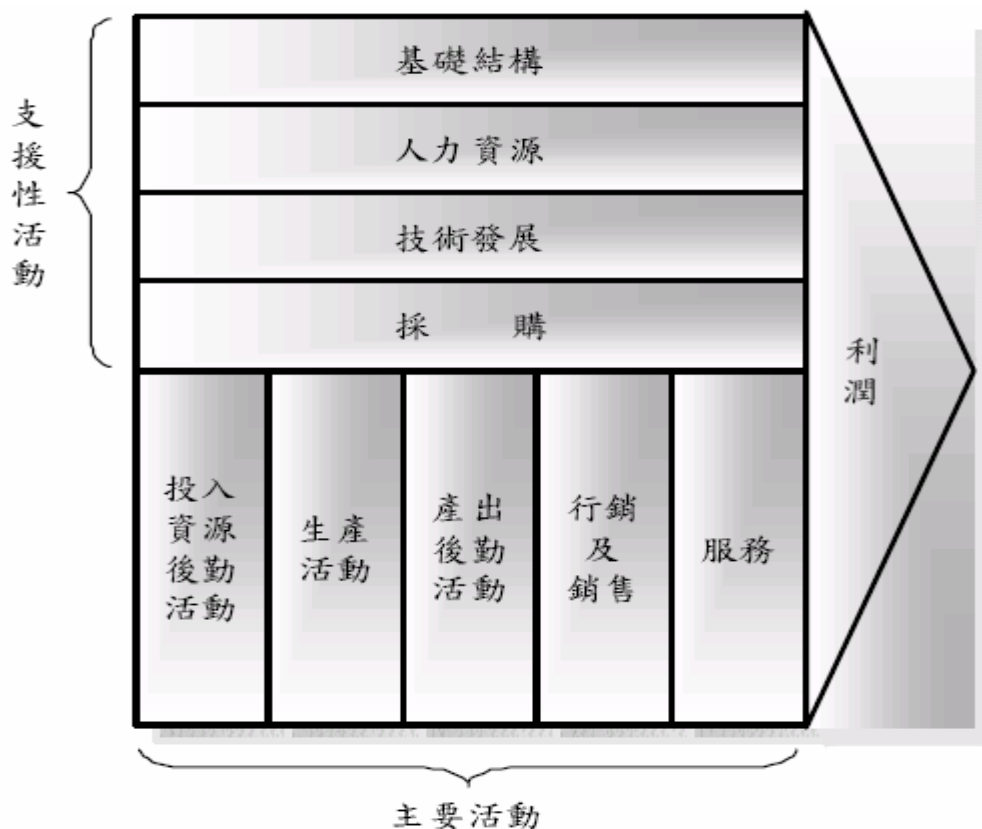 支援性活動
基礎結構
人力資源
技術發展
採 購
投入
資源
後勤
活動
生產
活動
產出
後勤
活動
行銷
及
銷售
服務
利潤
主要活動